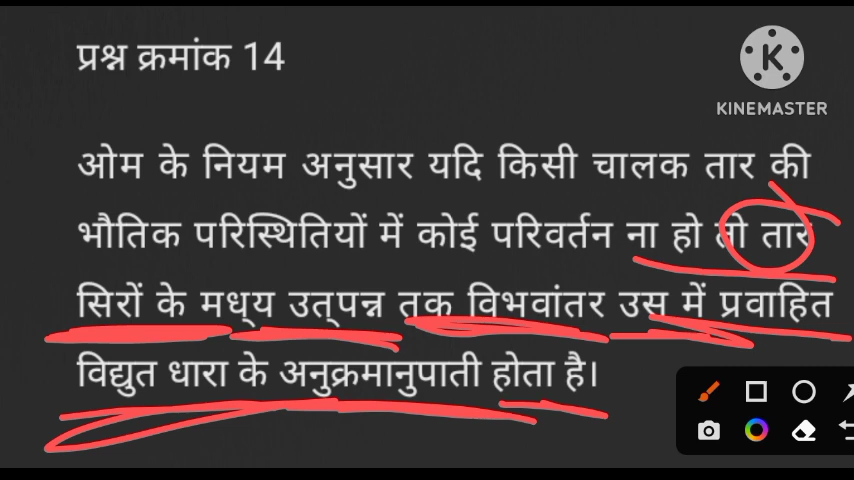 प्रश्न क्रमांक 14
KINEMASTER
ओम के नियम अनुसार यदि किसी चालक तार की
भौतिक परिस्थितियों में कोई परिवर्तन ना हो तो तार
सिरों के मध्य उत्पन्न तक विभवांतर उस में प्रवाहित
विद्युत धारा के अनुक्रमानुपाती होता है।